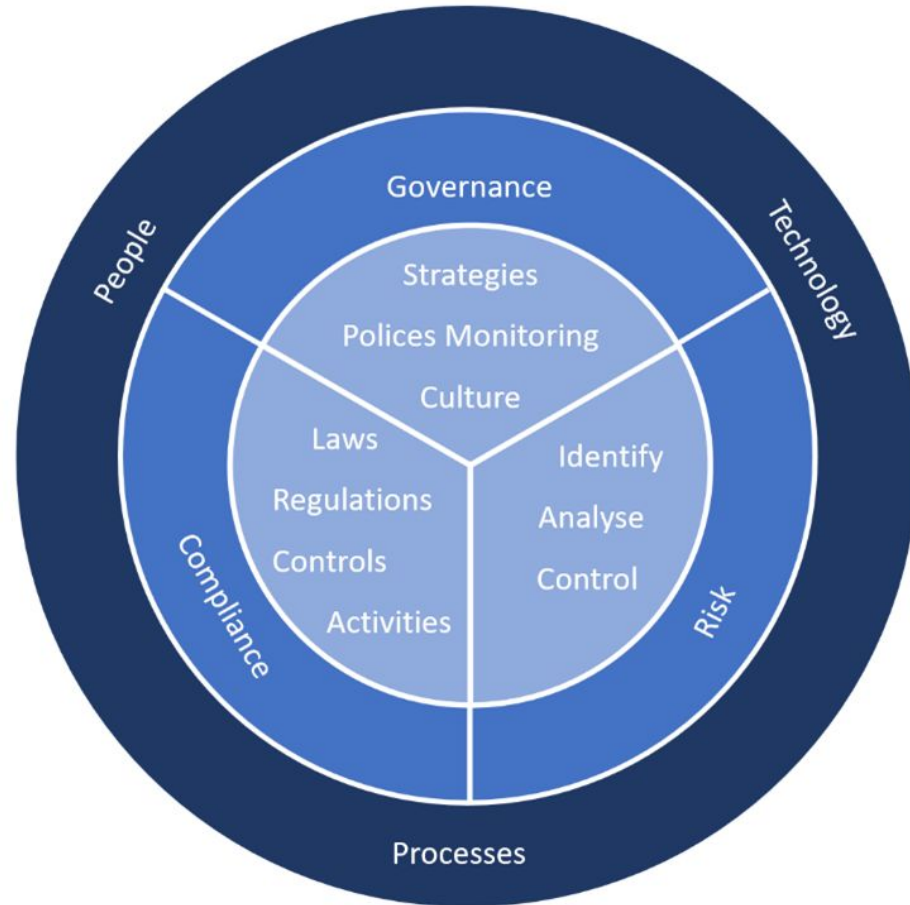 Governance
People
Technology
Strategies
Polices Monitoring
Culture
Laws
Regulations
Controls
Activities
Identify
Analyse
Control
Compliance
Risk
Processes